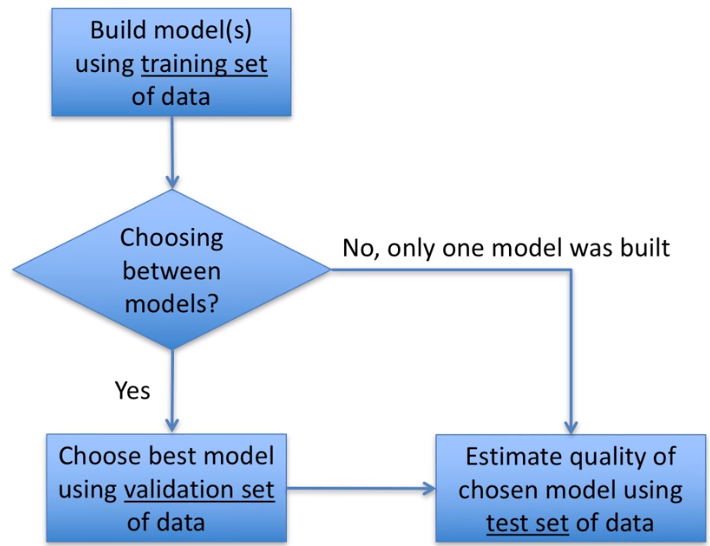 Build model(s)
using training set
of data
Choosing
between
models?
No, only one model was built
Yes
Choose best model
using validation set
of data
Estimate quality of
chosen model using
test set of data